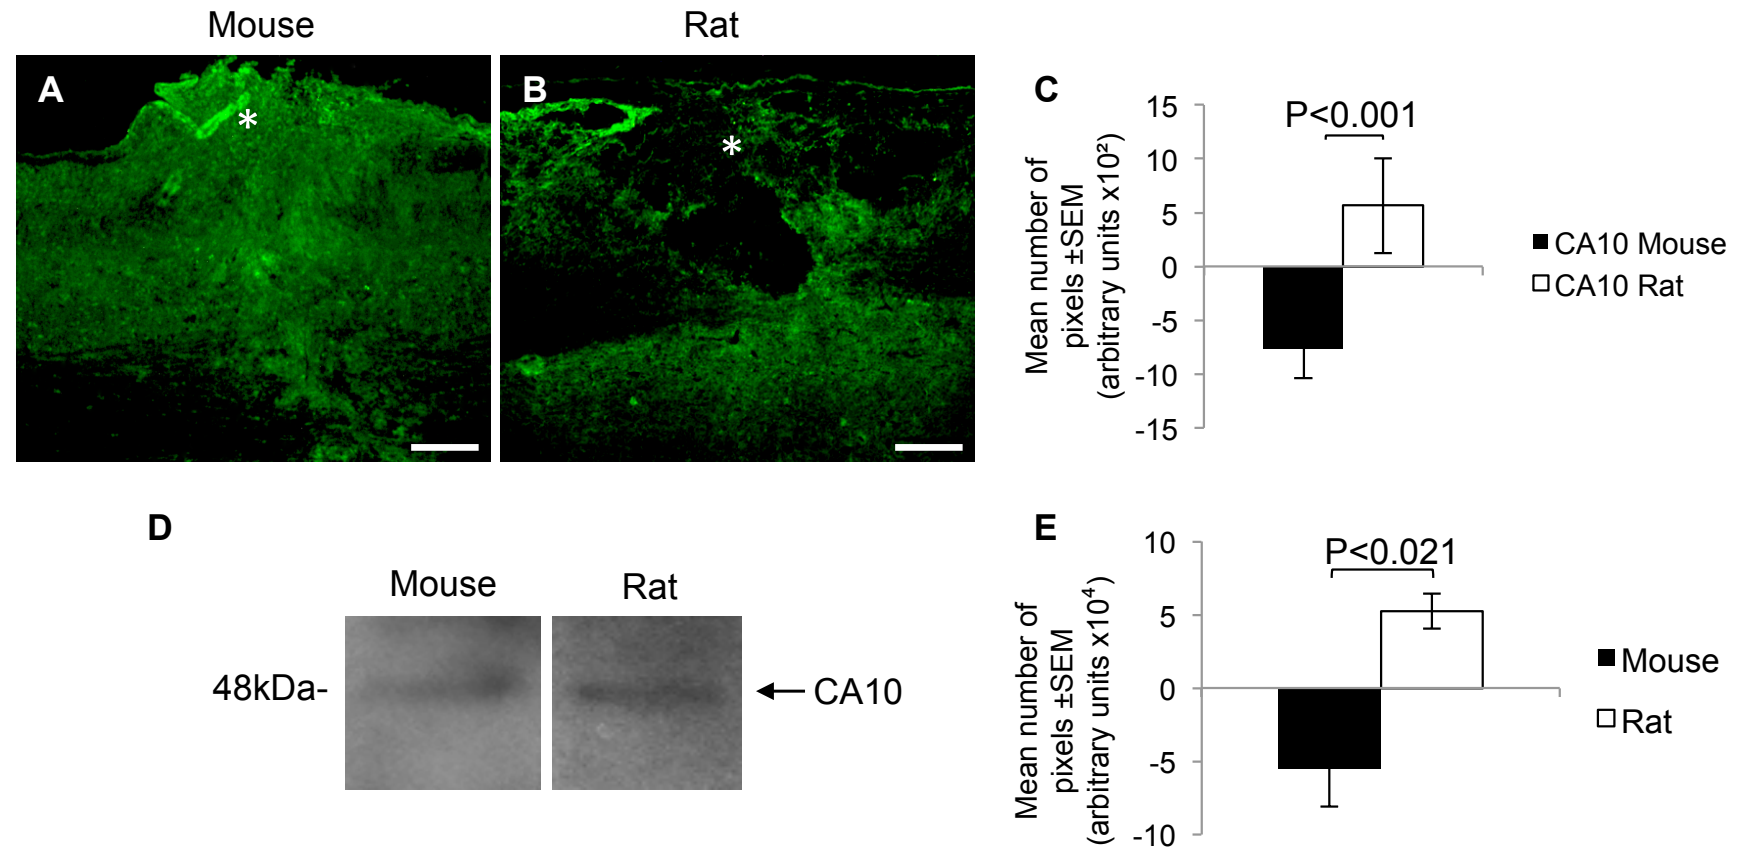 Mouse
Rat
A
*
B
*
C
15
10
5
0
-5
-10
-15
Mean number of
pixels ±SEM
(arbitrary units x10²)
P<0.001
CA10 Mouse
CA10 Rat
D
Mouse
Rat
48kDa-
CA10
E
10
5
0
-5
-10
Mean number of
pixels ±SEM
(arbitrary units x10⁴)
P<0.021
Mouse
Rat